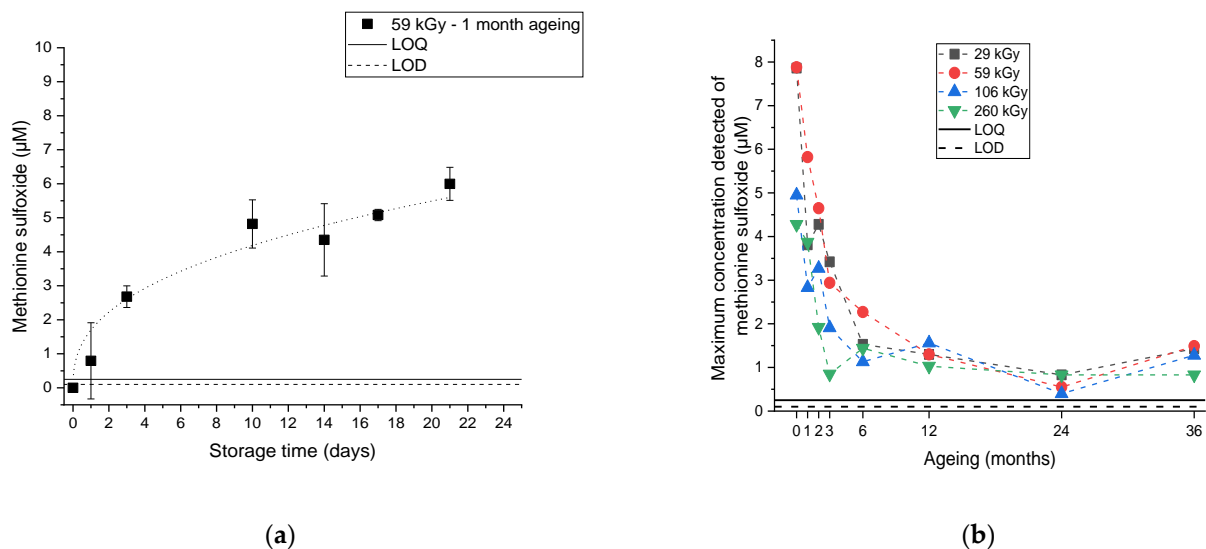 59 kGy - 1 month ageing
LOQ
LOD
10
9
8
7
6
5
4
3
2
1
0
Methionine sulfoxide (µM)
0 2 4 6 8 10 12 14 16 18 20 22 24
Storage time (days)
(a)
29 kGy
59 kGy
106 kGy
260 kGy
LOQ
LOD
8
7
6
5
4
3
2
1
0
Maximum concentration detected of
methionine sulfoxide (µM)
0 1 2 3 6 12 24 36
Ageing (months)
(b)